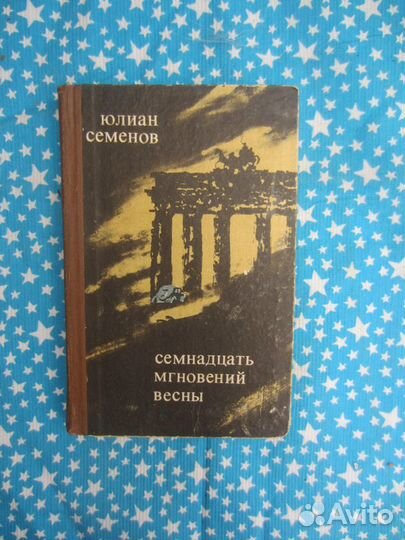 юлиан
семенов
семнадцать
мгновений
весны
Avito